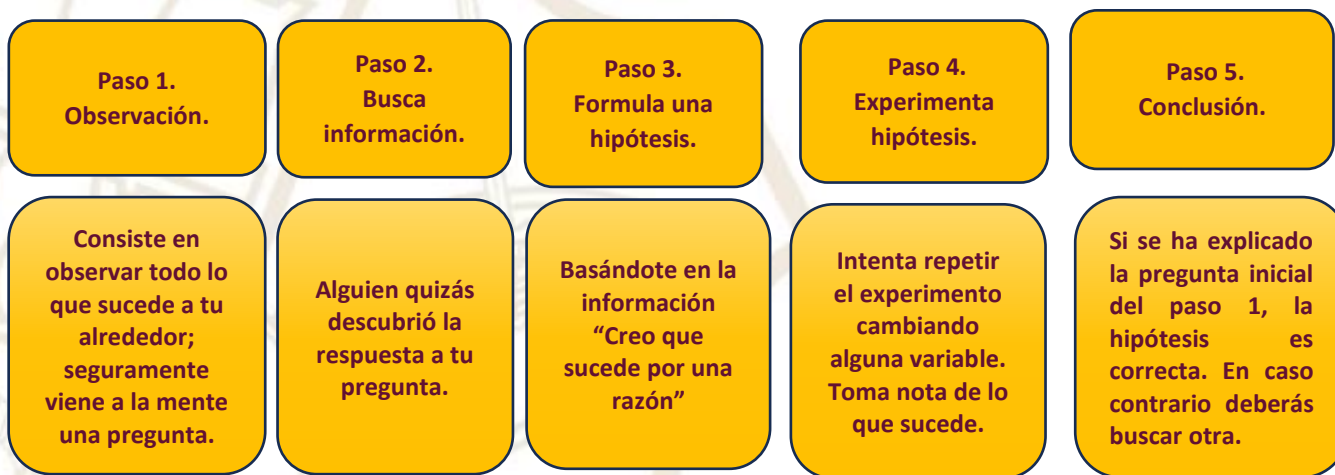 Paso 1.
Observación.
Paso 2.
Busca
información.
Paso 3.
Formula una
hipótesis.
Paso 4.
Experimenta
hipótesis.
Paso 5.
Conclusión.
Consiste en
observar todo lo
que sucede a tu
alrededor;
seguramente
viene a la mente
una pregunta.
Alguien quizás
descubrió la
respuesta a tu
pregunta.
Basándote en la
información
“Creo que
sucede por una
razón”
Intenta repetir
el experimento
cambiando
alguna variable.
Toma nota de lo
que sucede.
Si se ha explicado
la pregunta inicial
del paso 1, la
hipótesis es
correcta. En caso
contrario deberás
buscar otra.